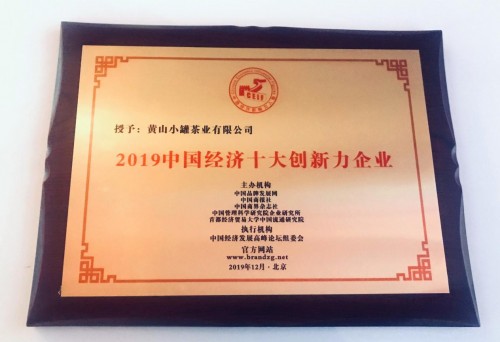 CEIF
授予：黄山小罐茶业有限公司
2019中国经济十大创新力企业
主办机构
中国品牌发展网
中国商报社
中国商界杂志社
中国管理科学研究院企业研究所
首都经济贸易大学中国流通研究院
执行机构
中国经济发展高峰论坛组委会
官方网站
www.brandzg.net
2019年12月·北京